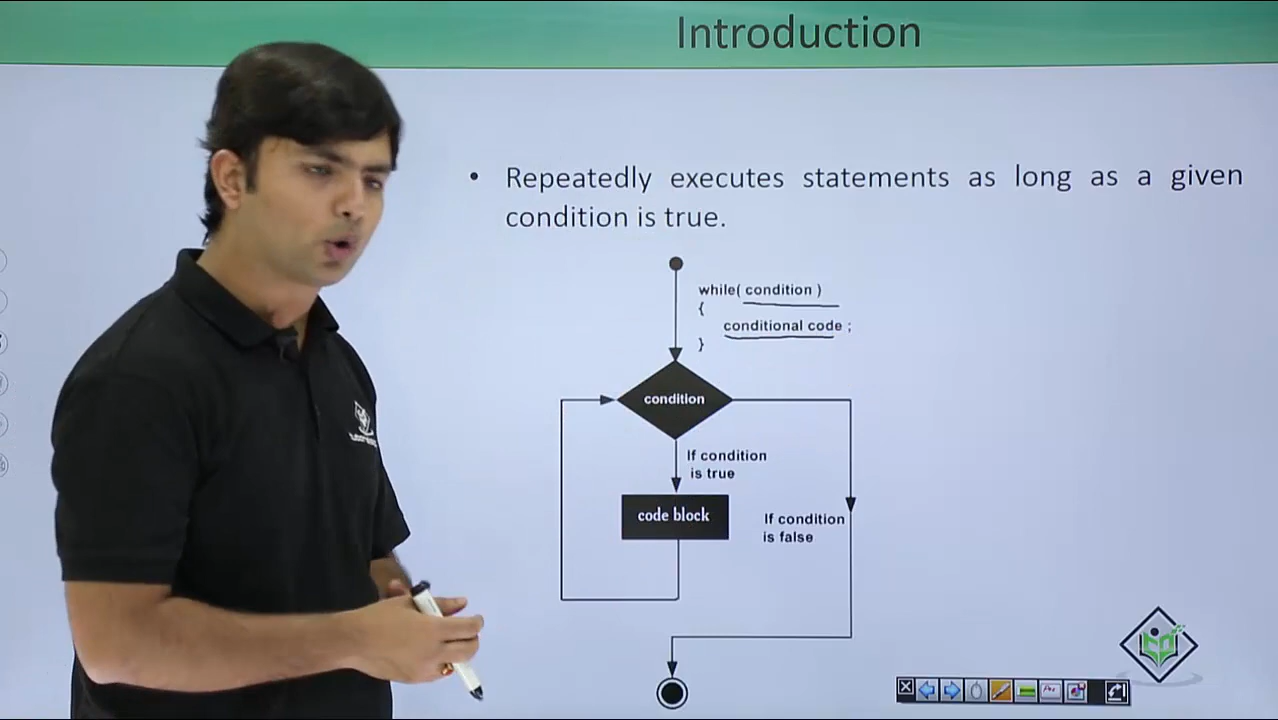 Introduction
• Repeatedly executes statements as long as a given
condition is true.
while( condition )
{
conditional code ;
}
condition
If condition
is true
code block
If condition
is false